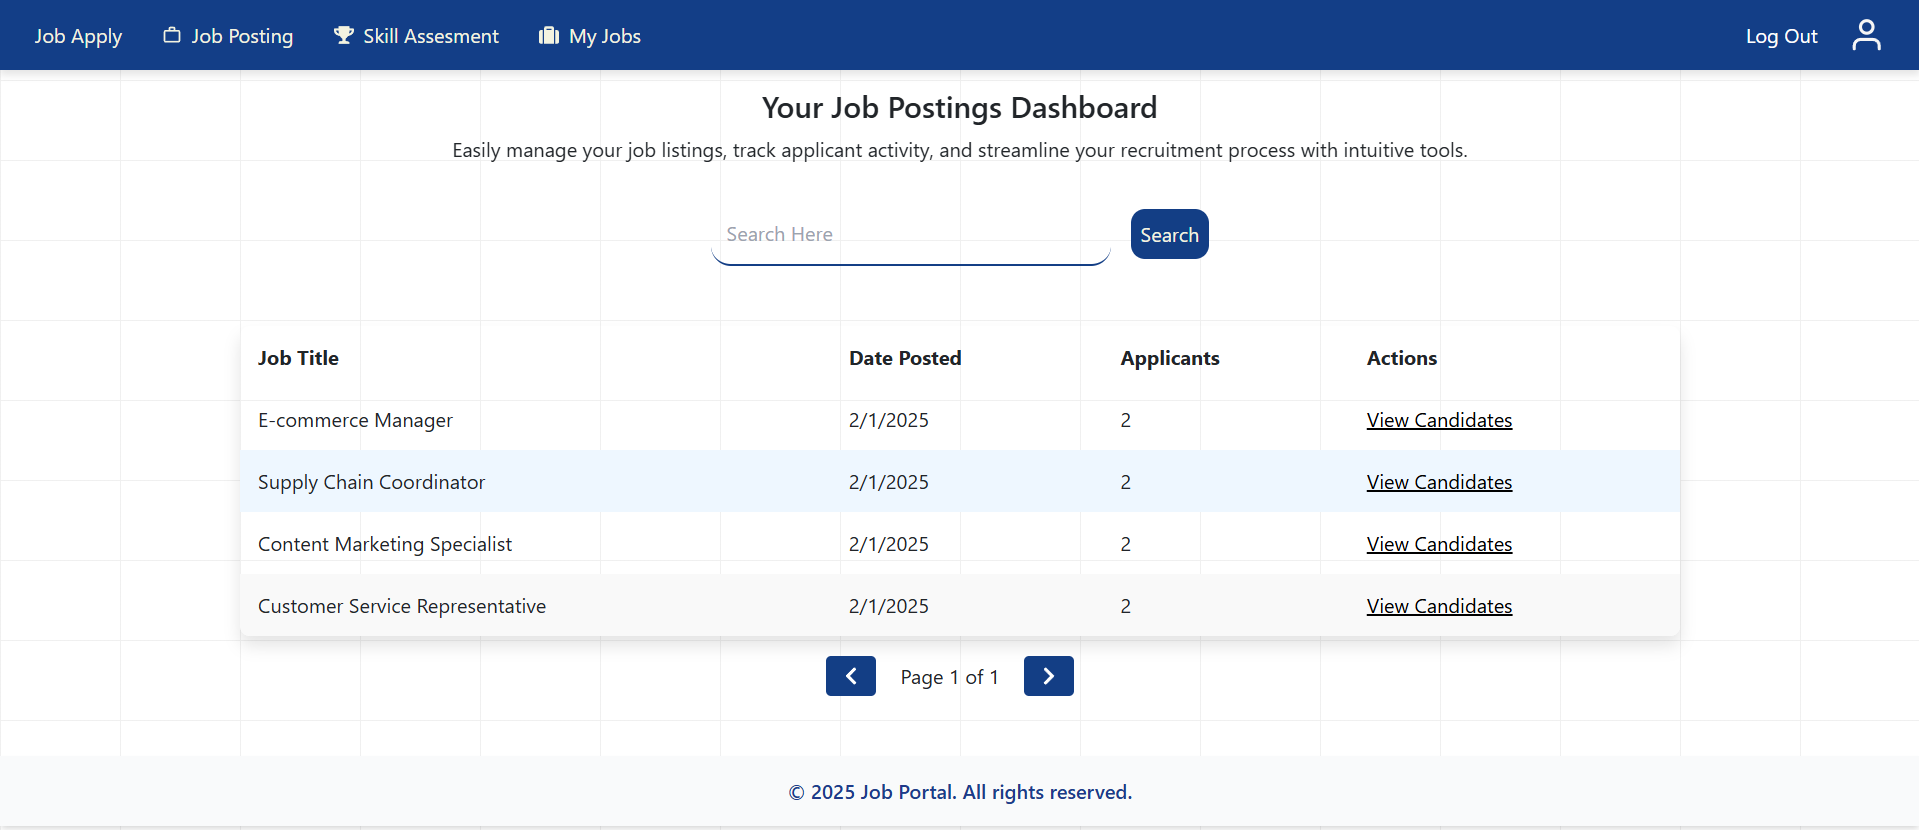 Job Apply Job Posting Skill Assesment My Jobs Log Out
Your Job Postings Dashboard
Easily manage your job listings, track applicant activity, and streamline your recruitment process with intuitive tools.
Search Here Search
Job Title Date Posted Applicants Actions
E-commerce Manager 2/1/2025 2 View Candidates
Supply Chain Coordinator 2/1/2025 2 View Candidates
Content Marketing Specialist 2/1/2025 2 View Candidates
Customer Service Representative 2/1/2025 2 View Candidates
Page 1 of 1
© 2025 Job Portal. All rights reserved.